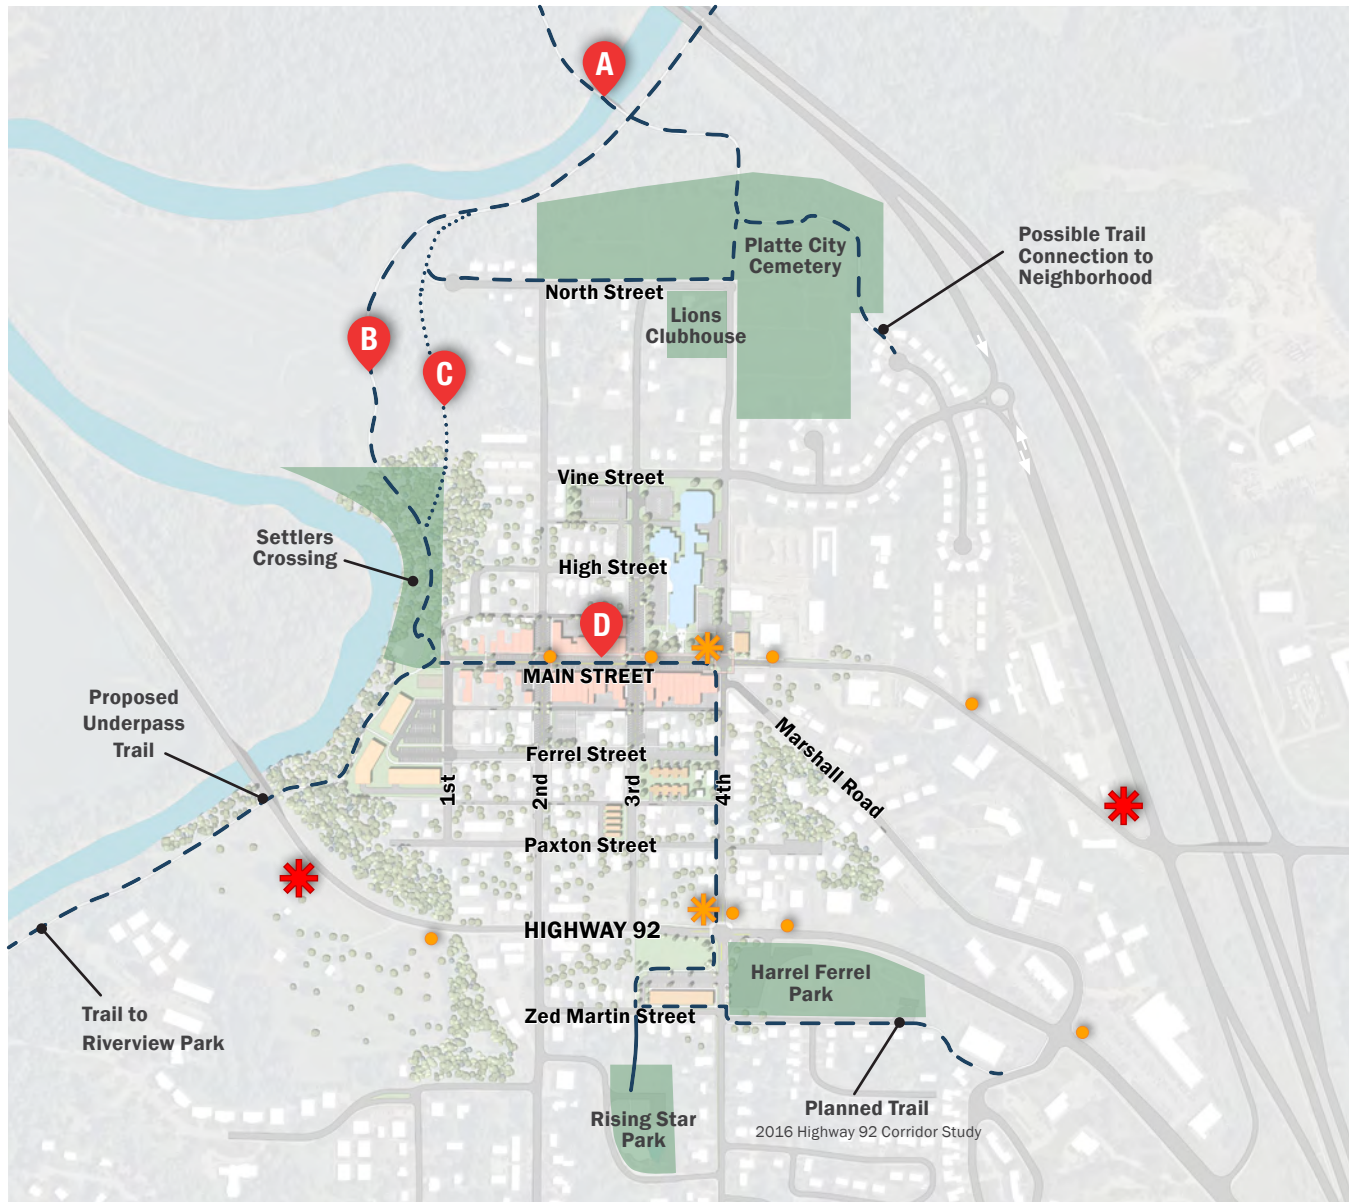 A
Platte City
Cemetery
Possible Trail
Connection to
Neighborhood
North Street
Lions
Clubhouse
B
C
Vine Street
Settlers
Crossing
High Street
D
MAIN STREET
Proposed
Underpass
Trail
Marshall Road
Ferrel Street
1st
2nd
3rd
4th
Paxton Street
HIGHWAY 92
Harrel Ferrel
Park
Trail to
Riverview Park
Zed Martin Street
Rising Star
Park
Planned Trail
2016 Highway 92 Corridor Study